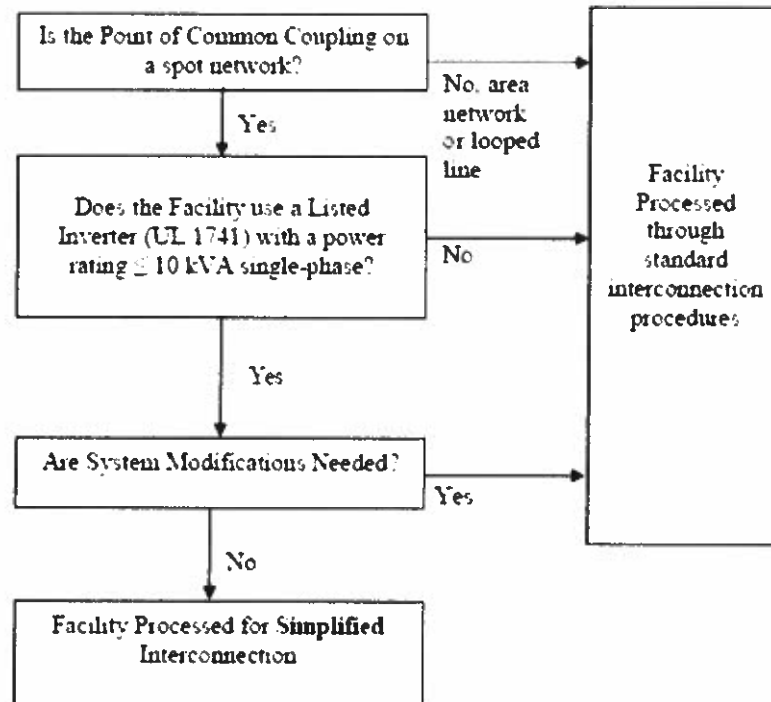 Is the Point of Common Coupling on
a spot network?
No, area
network
or looped
line
Yes
Does the Facility use a Listed
Inverter (UL 1741) with a power
rating ≤ 10 kVA single-phase?
No
Facility
Processed
through
standard
interconnection
procedures
Yes
Are System Modifications Needed?
Yes
No
Facility Processed for Simplified
Interconnection